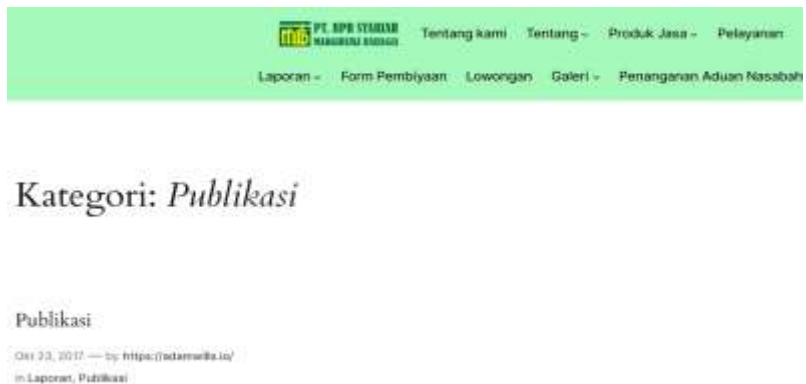 PT. BPR SYARIAH
mib
Tentang kami Tentang Produk Jasa Pelayanan
Laporan Form Pembiyaan Lowongan Galeri Penanganan Aduan Nasabah
Kategori: Publikasi
Publikasi
Okt 23, 2017 — by
in Laporan, Publikasi